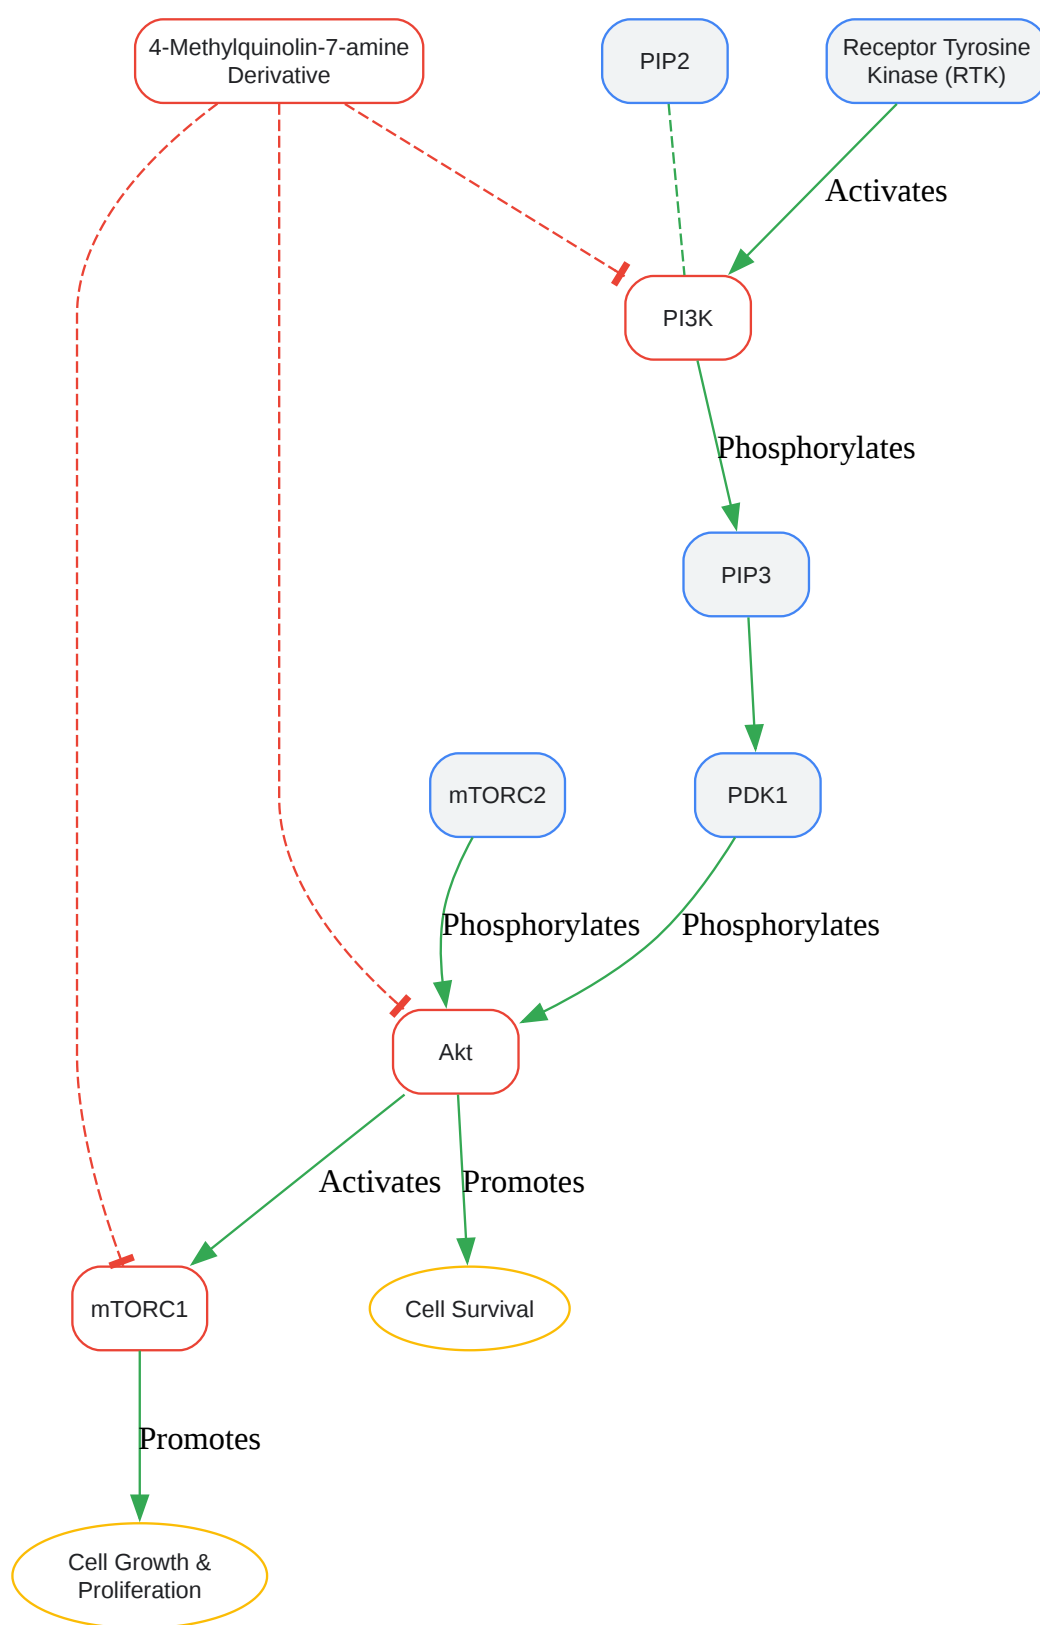 4-Methylquinolin-7-amine
Derivative
PIP2
Receptor Tyrosine
Kinase (RTK)
Activates
PI3K
Phosphorylates
PIP3
mTORC2
PDK1
Phosphorylates
Phosphorylates
Akt
Activates
Promotes
mTORC1
Cell Survival
Promotes
Cell Growth &
Proliferation